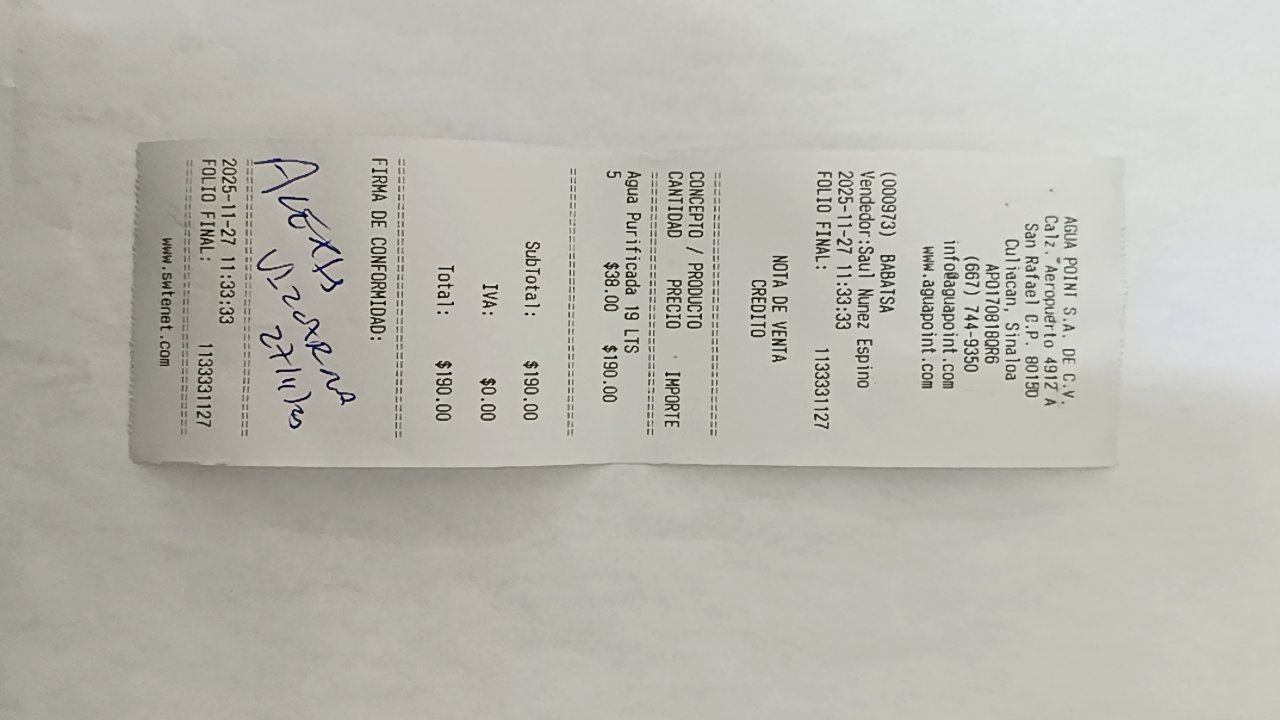 AGUA POINT S.A. DE C.V.
Calz. Aeropuerto 4912 A
San Rafael C.P. 80150
Culiacan, Sinaloa
APO170818QR6
(667) 744-9350
info@aguapoint.com
www.aguapoint.com
NOTA DE VENTA
CREDITO
(000973) BABATSA
Vendedor:Saul Nunez Espino
2025-11-27 11:33:33
FOLIO FINAL: 1133331127
CONCEPTO / PRODUCTO
CANTIDAD PRECIO IMPORTE
Agua Purificada 19 LTS
5 $38.00 $190.00
SubTotal: $190.00
IVA: $0.00
Total: $190.00
FIRMA DE CONFORMIDAD:
ALEXIS
27/11/
2025-11-27 11:33:33
FOLIO FINAL: 1133331127
www.swtenet.com